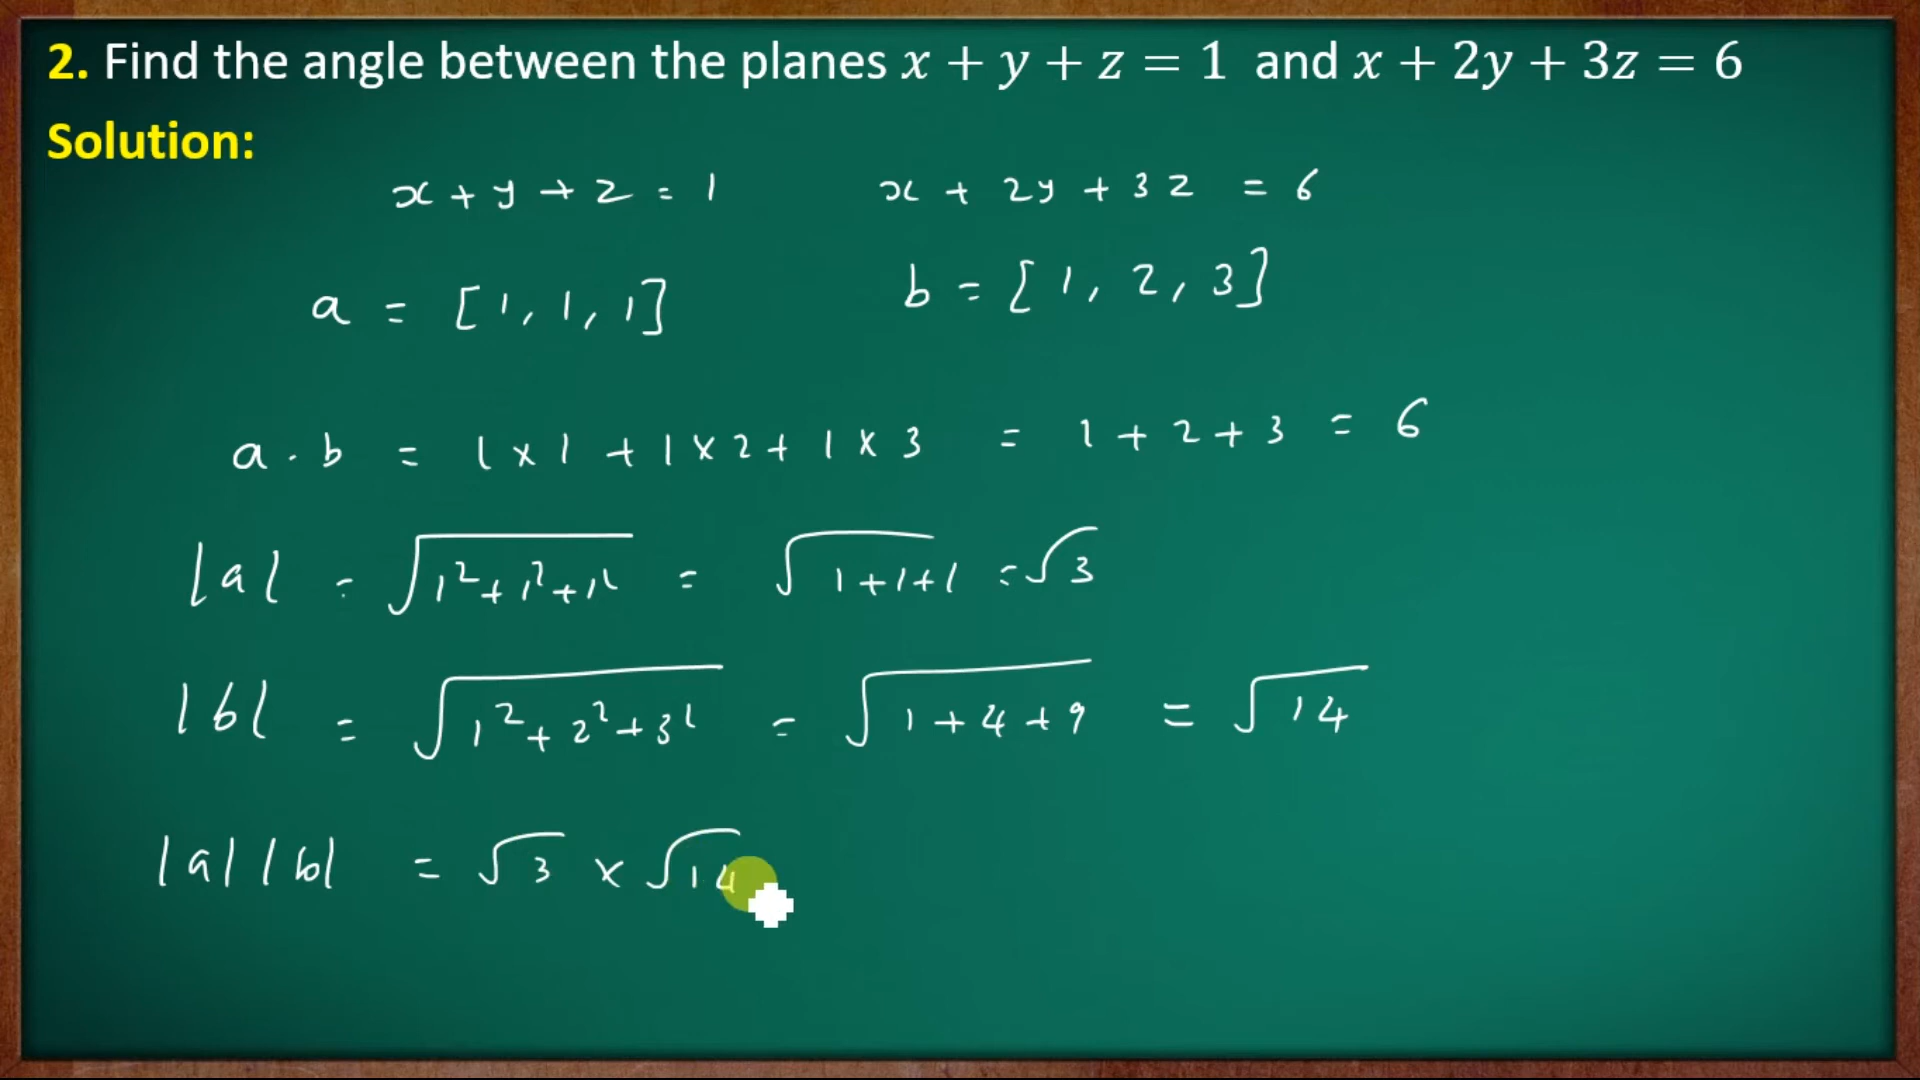 2. Find the angle between the planes x + y + z = 1 and x + 2y + 3z = 6
Solution:
x + y + z = 1 x + 2y + 3z = 6
a = [1, 1, 1] b = [1, 2, 3]
a · b = 1 × 1 + 1 × 2 + 1 × 3 = 1 + 2 + 3 = 6
|a| = √(1² + 1² + 1²) = √(1 + 1 + 1) = √3
|b| = √(1² + 2² + 3²) = √(1 + 4 + 9) = √14
|a| |b| = √3 × √14